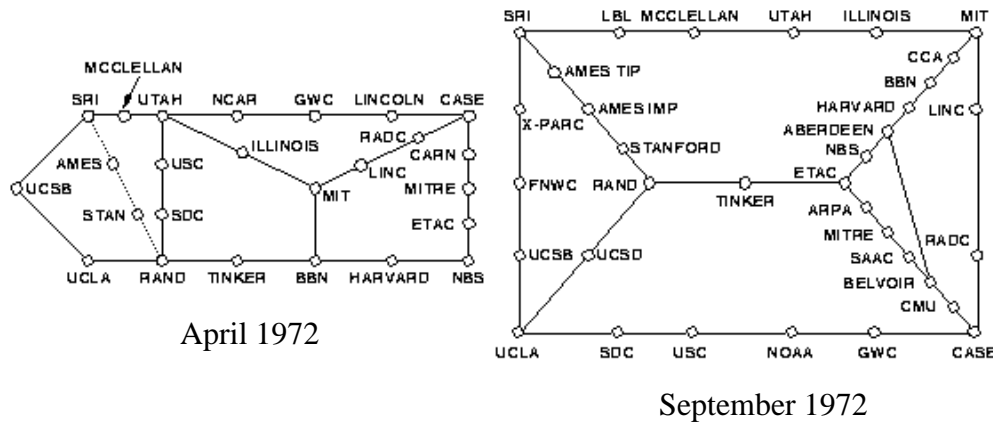 MCCLELLAN
SRI UTAH NCAR GWC LINCOLN CASE
RADC
ILLINOIS CARN
AMES USC LINC
UCSB MIT MITRE
STAN SDC ETAC
UCLA RAND TINKER BBN HARVARD NBS
April 1972
SRI LBL MCCLELLAN UTAH ILLINOIS MIT
CCA
AMES TIP BBN
X-PARC AMES IMP HARVARD LINC
ABERDEEN
STANFORD NBS
FNWC RAND TINKER ETAC
ARPA
MITRE RADC
UCSB UCSD SAAC
BELVOIR
CMU
UCLA SDC USC NOAA GWC CASE
September 1972